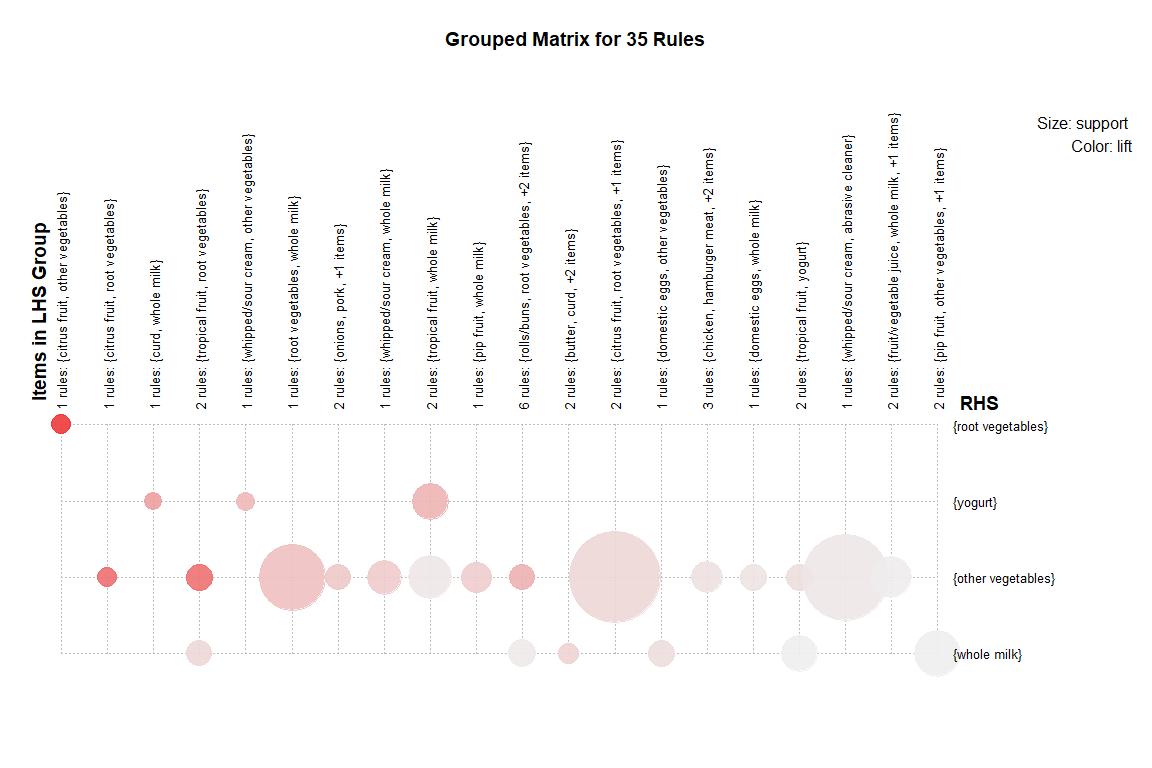 Grouped Matrix for 35 Rules
Size: support
Color: lift
Items in LHS Group
1 rules: {citrus fruit, other vegetables}
1 rules: {citrus fruit, root vegetables}
1 rules: {curd, whole milk}
2 rules: {tropical fruit, root vegetables}
1 rules: {whipped/sour cream, other vegetables}
1 rules: {root vegetables, whole milk}
2 rules: {onions, pork, +1 items}
1 rules: {whipped/sour cream, whole milk}
2 rules: {tropical fruit, whole milk}
1 rules: {pip fruit, whole milk}
6 rules: {rolls/buns, root vegetables, +2 items}
2 rules: {butter, curd, +2 items}
2 rules: {citrus fruit, root vegetables, +1 items}
1 rules: {domestic eggs, other vegetables}
3 rules: {chicken, hamburger meat, +2 items}
1 rules: {domestic eggs, whole milk}
2 rules: {tropical fruit, yogurt}
1 rules: {whipped/sour cream, abrasive cleaner}
2 rules: {fruit/vegetable juice, whole milk, +1 items}
2 rules: {pip fruit, other vegetables, +1 items}
RHS
{root vegetables}
{yogurt}
{other vegetables}
{whole milk}